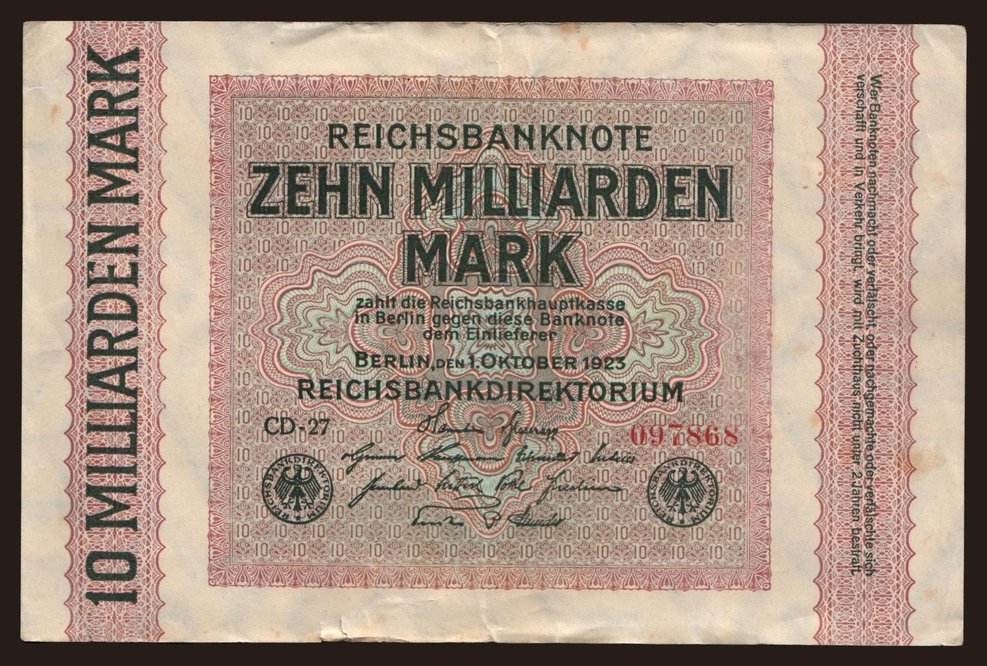 10 MILLIARDEN MARK
REICHSBANKNOTE
ZEHN MILLIARDEN
MARK
zahlt die Reichsbankhauptkasse
in Berlin gegen diese Banknote
dem Einlieferer
BERLIN, DEN 1. OKTOBER 1923
REICHSBANKDIREKTORIUM
CD-27
097868
REICHSBANKDIREKTORIUM
REICHSBANKDIREKTORIUM
Wer Banknoten nachmacht oder verfälscht, oder nachgemachte oder verfälschte sich
verschafft und in Verkehr bringt, wird mit Zuchthaus nicht unter 2 Jahren bestraft.